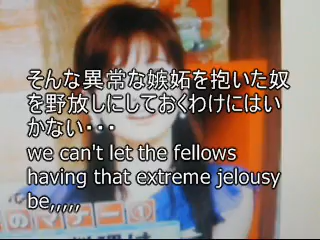 そんな異常な嫉妬を抱いた奴
を野放しにしておくわけにはい
かない・・・
we can't let the fellows
having that extreme jelousy
be,,,,,